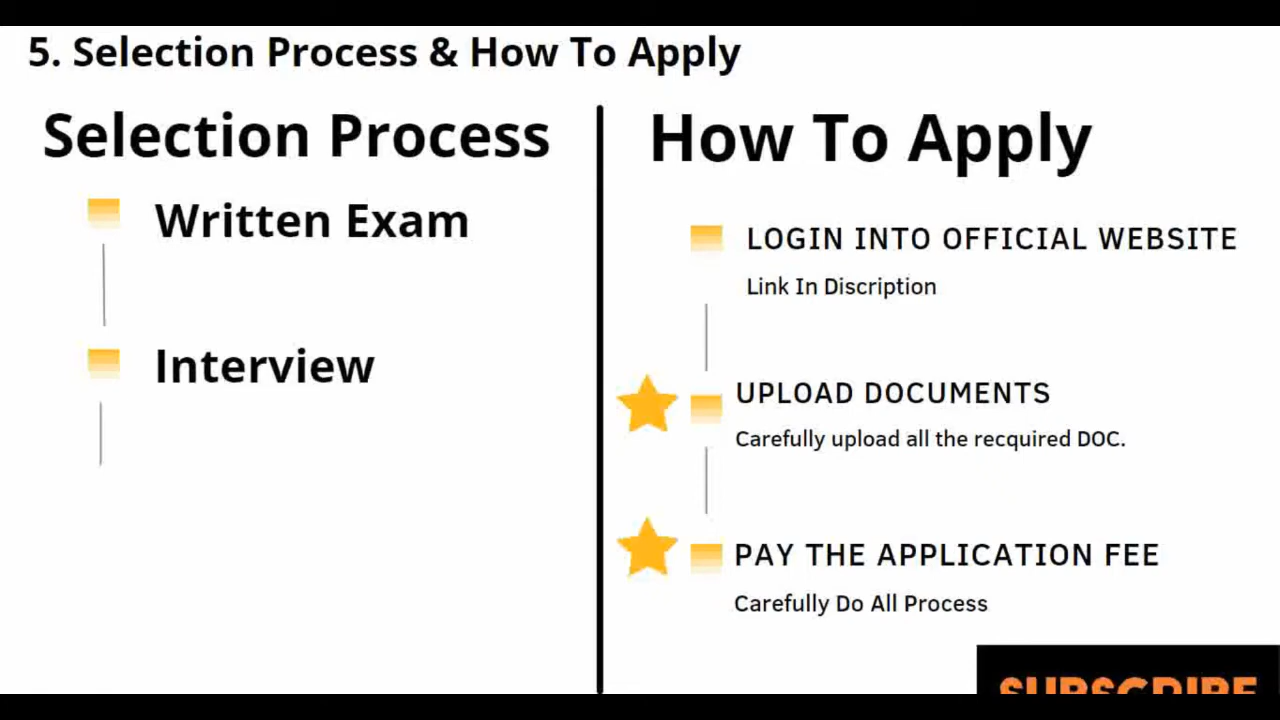 5. Selection Process & How To Apply
Selection Process
Written Exam
Interview
How To Apply
LOGIN INTO OFFICIAL WEBSITE
Link In Discription
UPLOAD DOCUMENTS
Carefully upload all the recquired DOC.
PAY THE APPLICATION FEE
Carefully Do All Process
SUBSCRIBE